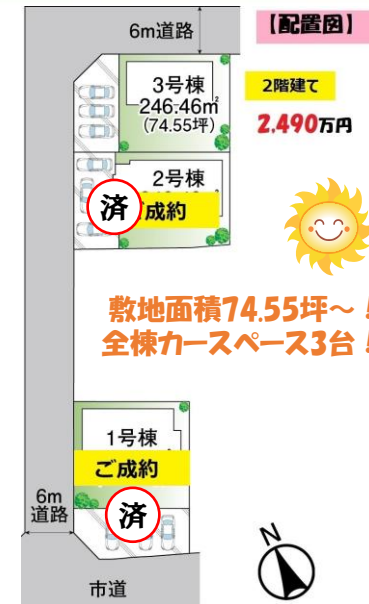 6m道路
【配置図】
3号棟
246.46㎡
(74.55坪)
2階建て
2,490万円
2号棟
済
成約
敷地面積74.55坪～！
全棟カースペース3台！
1号棟
ご成約
済
6m
道路
市道
N